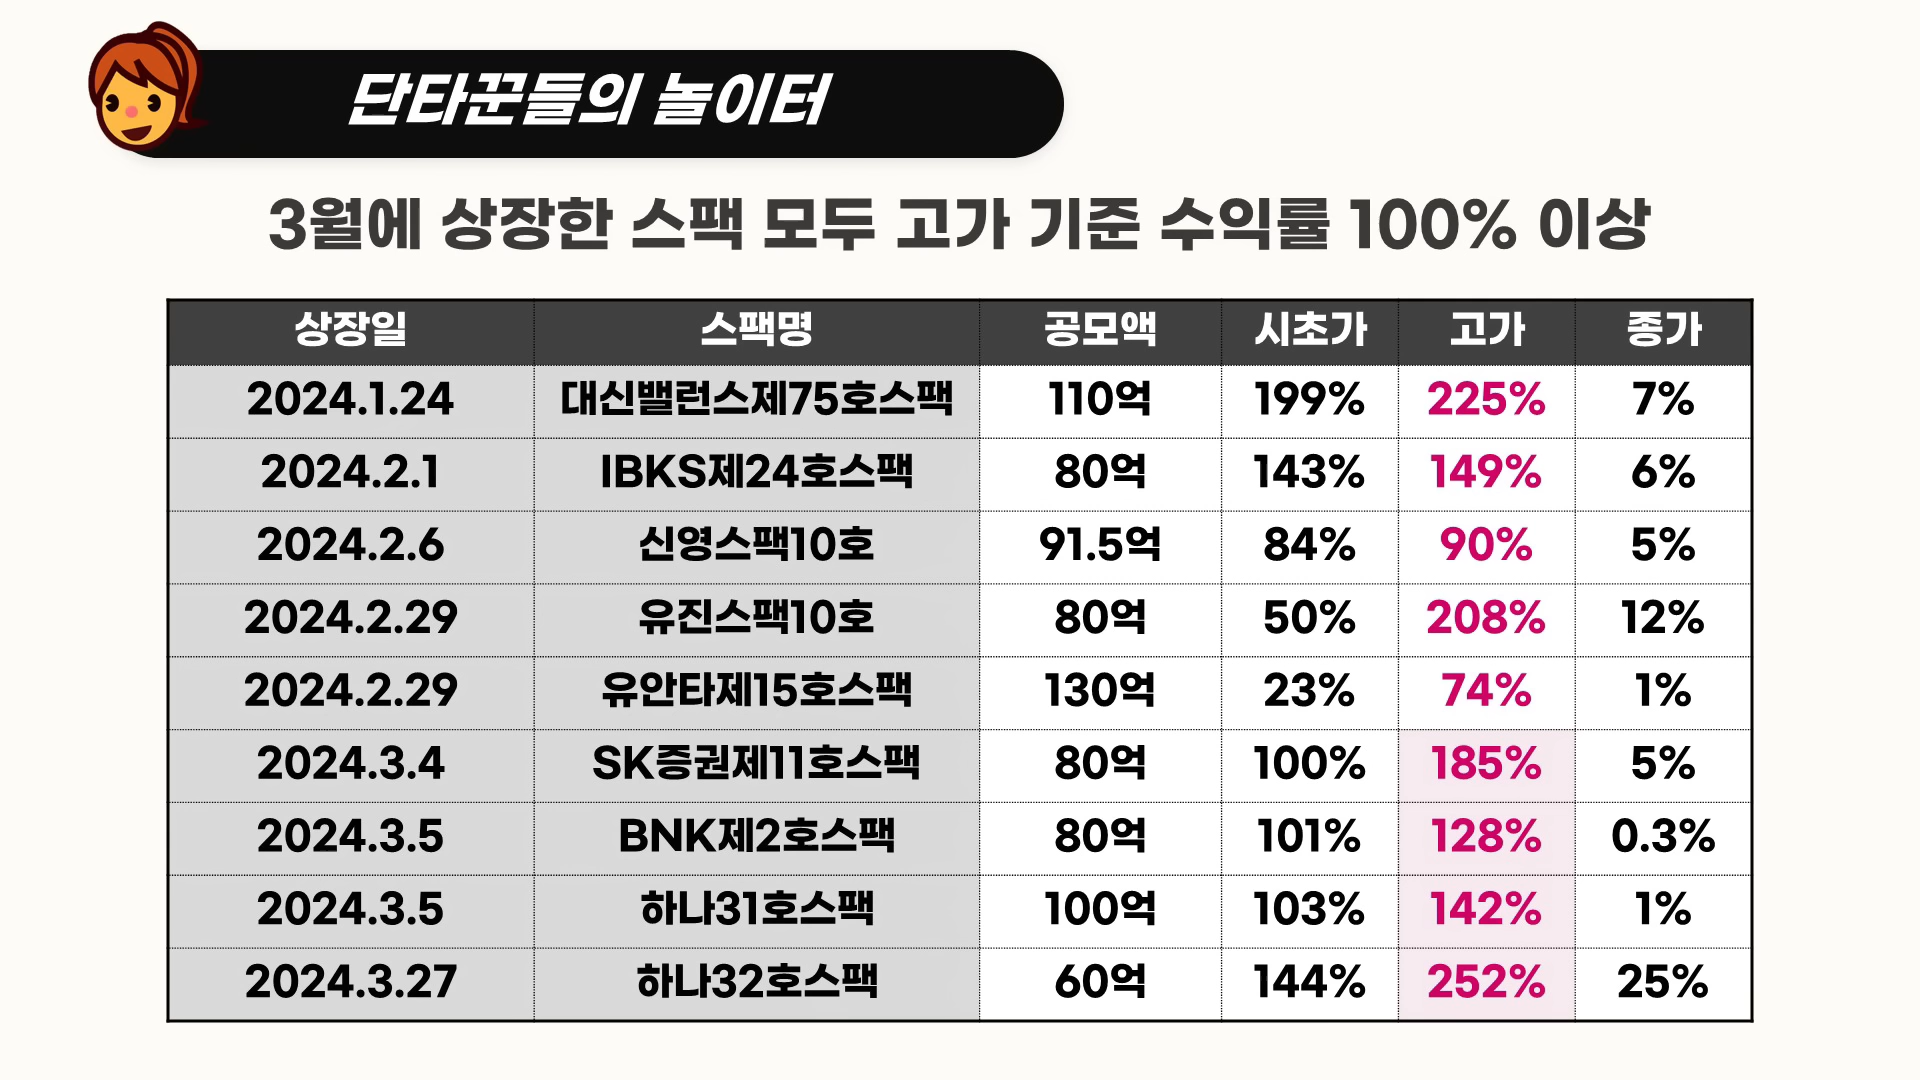 단타꾼들의 놀이터
3월에 상장한 스팩 모두 고가 기준 수익률 100% 이상
상장일 스팩명 공모액 시초가 고가 종가
2024.1.24 대신밸런스제75호스팩 110억 199% 225% 7%
2024.2.1 IBKS제24호스팩 80억 143% 149% 6%
2024.2.6 신영스팩10호 91.5억 84% 90% 5%
2024.2.29 유진스팩10호 80억 50% 208% 12%
2024.2.29 유안타제15호스팩 130억 23% 74% 1%
2024.3.4 SK증권제11호스팩 80억 100% 185% 5%
2024.3.5 BNK제2호스팩 80억 101% 128% 0.3%
2024.3.5 하나31호스팩 100억 103% 142% 1%
2024.3.27 하나32호스팩 60억 144% 252% 25%